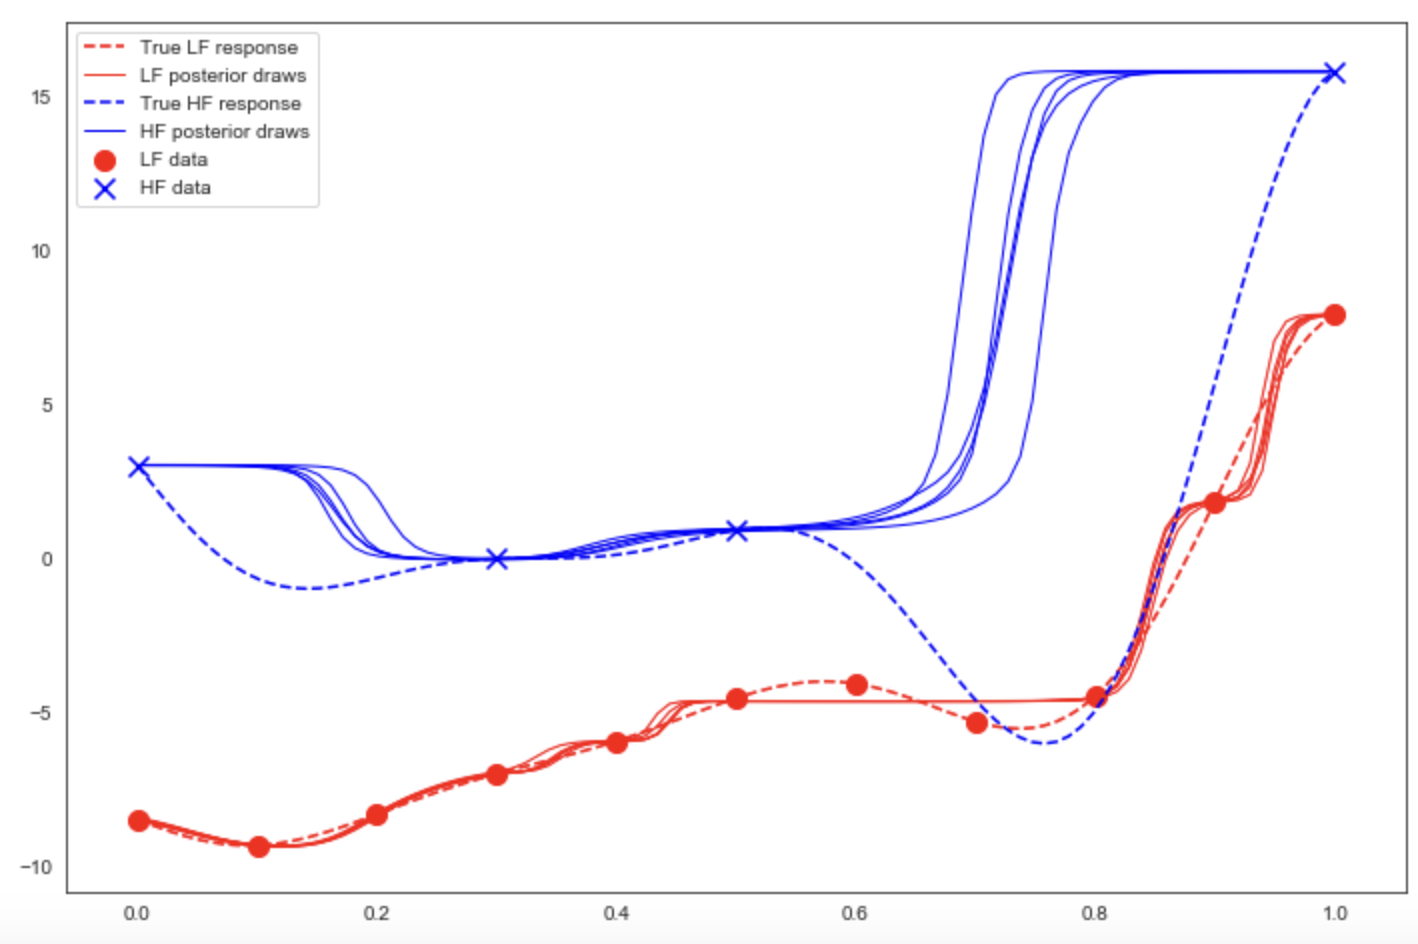 True LF response
LF posterior draws
True HF response
HF posterior draws
LF data
HF data
15
10
5
0
−5
−10
0.0 0.2 0.4 0.6 0.8 1.0